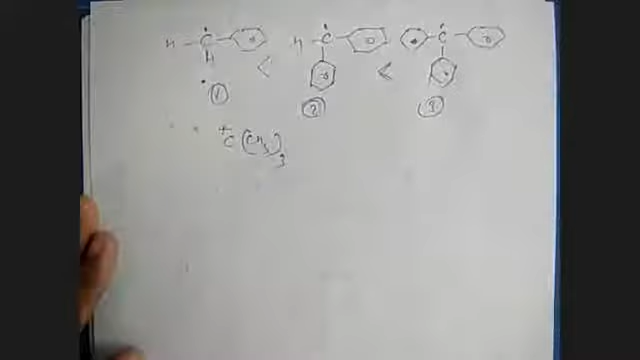 H - Ċ -
H
< H - Ċ - < - Ċ -
① ② ③
+
C (CH3)3